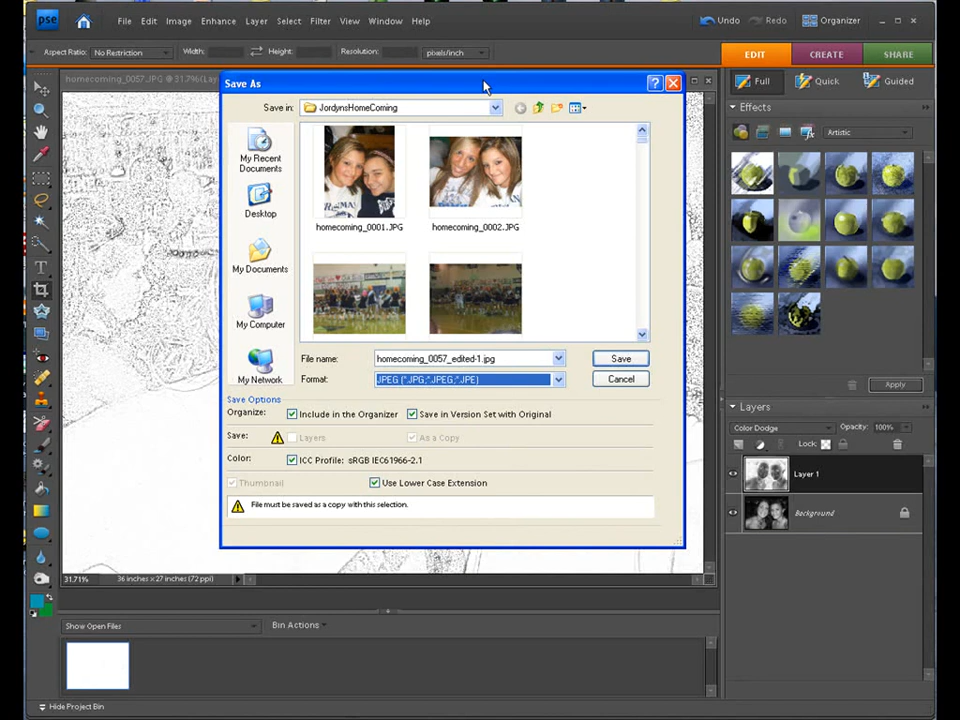 pse File Edit Image Enhance Layer Select Filter View Window Help Undo Redo Organizer
Aspect Ratio: No Restriction Width: Height: Resolution: pixels/inch
EDIT CREATE SHARE
Full Quick Guided
homecoming_0057.JPG @ 31.7%(Lay
Effects
Artistic
Apply
Layers
Color Dodge Opacity: 100%
Lock:
Layer 1
Background
Save As
Save in: JordynsHomeComing
My Recent
Documents
Desktop
My Documents
My Computer
My Network
homecoming_0001.JPG homecoming_0002.JPG
File name: homecoming_0057_edited-1.jpg Save
Format: JPEG (*.JPG;*.JPEG;*.JPE) Cancel
Save Options
Organize: Include in the Organizer Save in Version Set with Original
Save: Layers As a Copy
Color: ICC Profile: sRGB IEC61966-2.1
Thumbnail Use Lower Case Extension
File must be saved as a copy with this selection.
31.71% 36 inches x 27 inches (72 ppi)
Show Open Files Bin Actions
Hide Project Bin